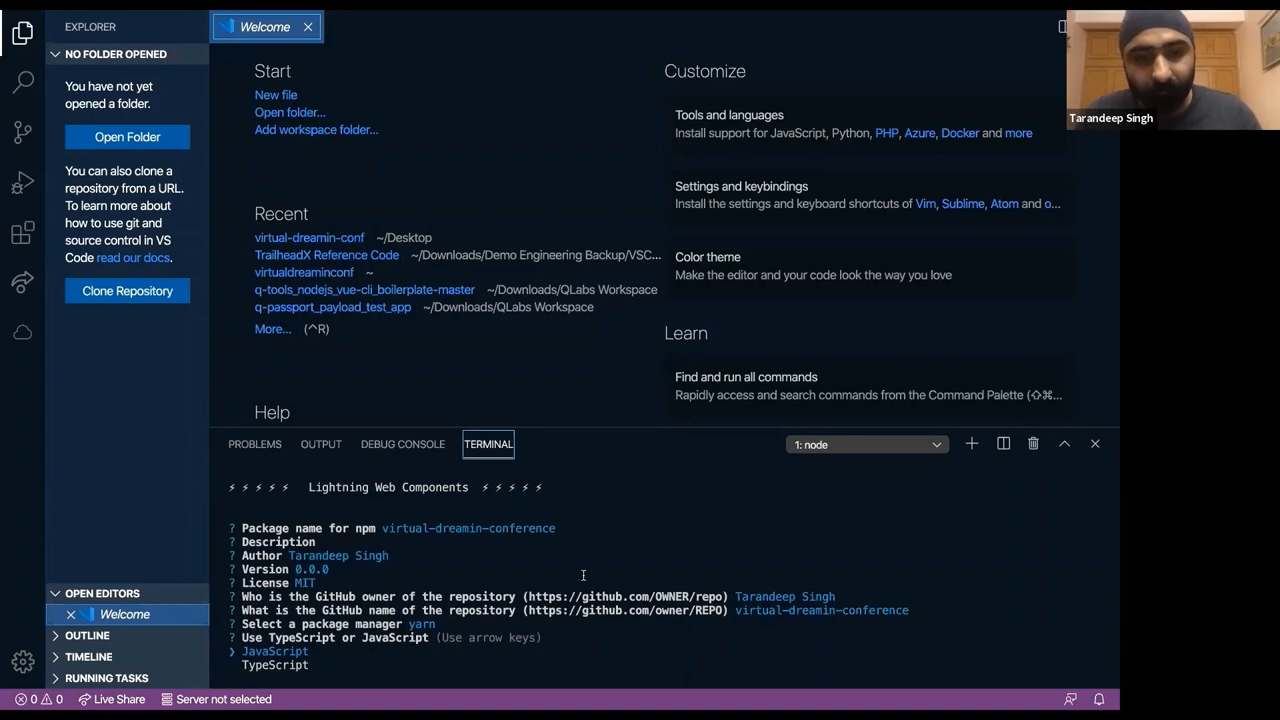 EXPLORER
NO FOLDER OPENED
You have not yet
opened a folder.
Open Folder
You can also clone a
repository from a URL.
To learn more about
how to use git and
source control in VS
Code read our docs.
Clone Repository
OPEN EDITORS
Welcome
OUTLINE
TIMELINE
RUNNING TASKS
Welcome
Start
New file
Open folder...
Add workspace folder...
Recent
virtual-dreamin-conf ~/Desktop
TrailheadX Reference Code ~/Downloads/Demo Engineering Backup/VSC...
virtualdreaminconf ~
q-tools_nodejs_vue-cli_boilerplate-master ~/Downloads/QLabs Workspace
q-passport_payload_test_app ~/Downloads/QLabs Workspace
More... (^R)
Help
Customize
Tools and languages
Install support for JavaScript, Python, PHP, Azure, Docker and more
Settings and keybindings
Install the settings and keyboard shortcuts of Vim, Sublime, Atom and o...
Color theme
Make the editor and your code look the way you love
Learn
Find and run all commands
Rapidly access and search commands from the Command Palette (⇧⌘...
Tarandeep Singh
PROBLEMS OUTPUT DEBUG CONSOLE TERMINAL
1: node
⚡ ⚡ ⚡ ⚡ ⚡ Lightning Web Components ⚡ ⚡ ⚡ ⚡ ⚡
? Package name for npm virtual-dreamin-conference
? Description
? Author Tarandeep Singh
? Version 0.0.0
? License MIT
? Who is the GitHub owner of the repository (https://github.com/OWNER/repo) Tarandeep Singh
? What is the GitHub name of the repository (https://github.com/owner/REPO) virtual-dreamin-conference
? Select a package manager yarn
? Use TypeScript or JavaScript (Use arrow keys)
❯ JavaScript
TypeScript
0 0 Live Share Server not selected